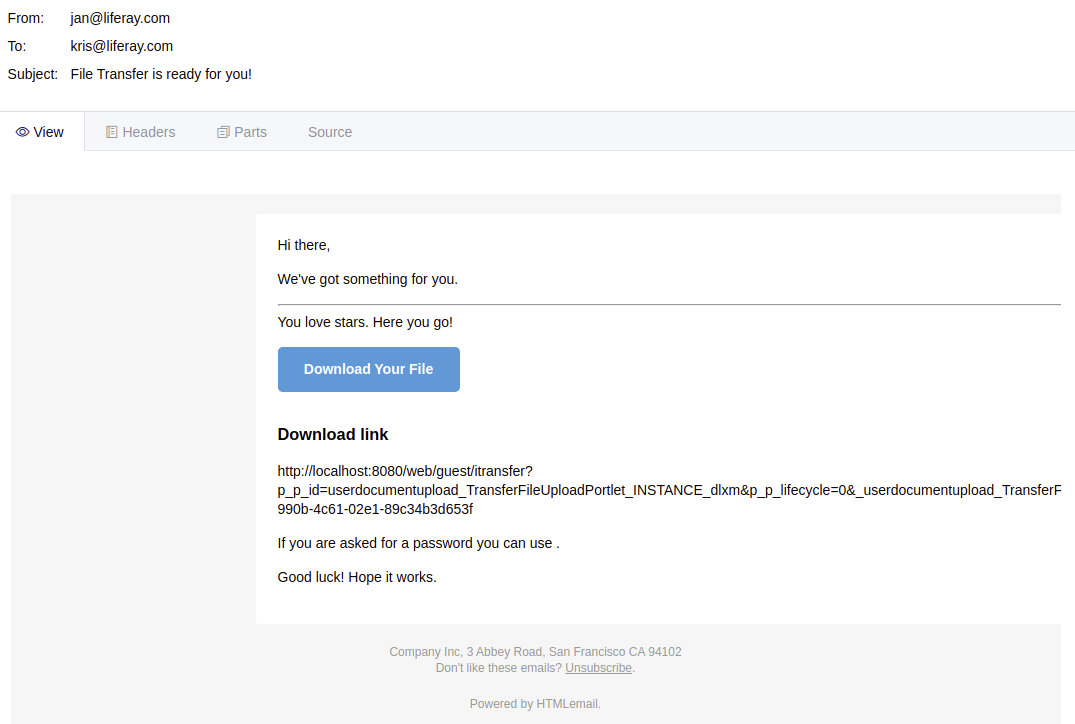 From: jan@liferay.com
To: kris@liferay.com
Subject: File Transfer is ready for you!
View Headers Parts Source
Hi there,
We've got something for you.
You love stars. Here you go!
Download Your File
Download link
http://localhost:8080/web/guest/itransfer?
p_p_id=userdocumentupload_TransferFileUploadPortlet_INSTANCE_dlxm&p_p_lifecycle=0&_userdocumentupload_TransferF
990b-4c61-02e1-89c34b3d653f
If you are asked for a password you can use .
Good luck! Hope it works.
Company Inc, 3 Abbey Road, San Francisco CA 94102
Don't like these emails? Unsubscribe.
Powered by HTMLemail.